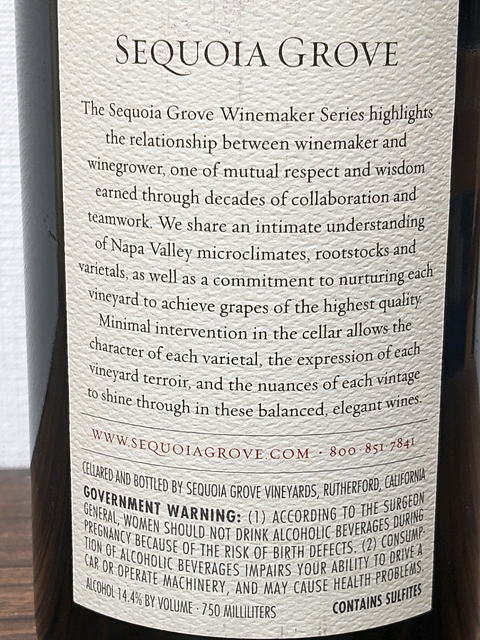 SEQUOIA GROVE
The Sequoia Grove Winemaker Series highlights
the relationship between winemaker and
winegrower, one of mutual respect and wisdom
earned through decades of collaboration and
teamwork. We share an intimate understanding
of Napa Valley microclimates, rootstocks and
varietals, as well as a commitment to nurturing each
vineyard to achieve grapes of the highest quality.
Minimal intervention in the cellar allows the
character of each varietal, the expression of each
vineyard terroir, and the nuances of each vintage
to shine through in these balanced, elegant wines.
WWW.SEQUOIAGROVE.COM · 800·851·7841
CELLARED AND BOTTLED BY SEQUOIA GROVE VINEYARDS, RUTHERFORD, CALIFORNIA
GOVERNMENT WARNING: (1) ACCORDING TO THE SURGEON
GENERAL, WOMEN SHOULD NOT DRINK ALCOHOLIC BEVERAGES DURING
PREGNANCY BECAUSE OF THE RISK OF BIRTH DEFECTS. (2) CONSUMP-
TION OF ALCOHOLIC BEVERAGES IMPAIRS YOUR ABILITY TO DRIVE A
CAR OR OPERATE MACHINERY, AND MAY CAUSE HEALTH PROBLEMS.
ALCOHOL 14.4% BY VOLUME · 750 MILLILITERS CONTAINS SULFITES